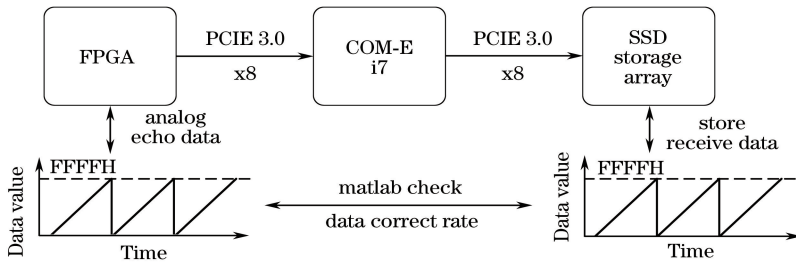 FPGA
PCIE 3.0
x8
COM-E
i7
PCIE 3.0
x8
SSD
storage
array
analog
echo data
store
receive data
FFFFH
Data value
Time
matlab check
data correct rate
FFFFH
Data value
Time